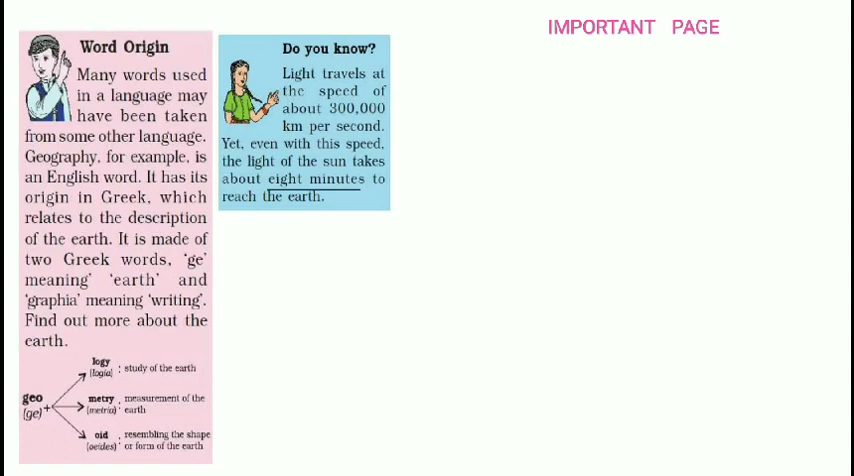 IMPORTANT PAGE
Word Origin
Many words used
in a language may
have been taken
from some other language.
Geography, for example, is
an English word. It has its
origin in Greek, which
relates to the description
of the earth. It is made of
two Greek words, ‘ge’
meaning’ ‘earth’ and
‘graphia’ meaning ‘writing’.
Find out more about the
earth.
geo
(ge) +
logy
(logia) : study of the earth
metry , measurement of the
(metria) · earth
oid , resembling the shape
(oeides) · or form of the earth
Do you know?
Light travels at
the speed of
about 300,000
km per second.
Yet, even with this speed,
the light of the sun takes
about eight minutes to
reach the earth.